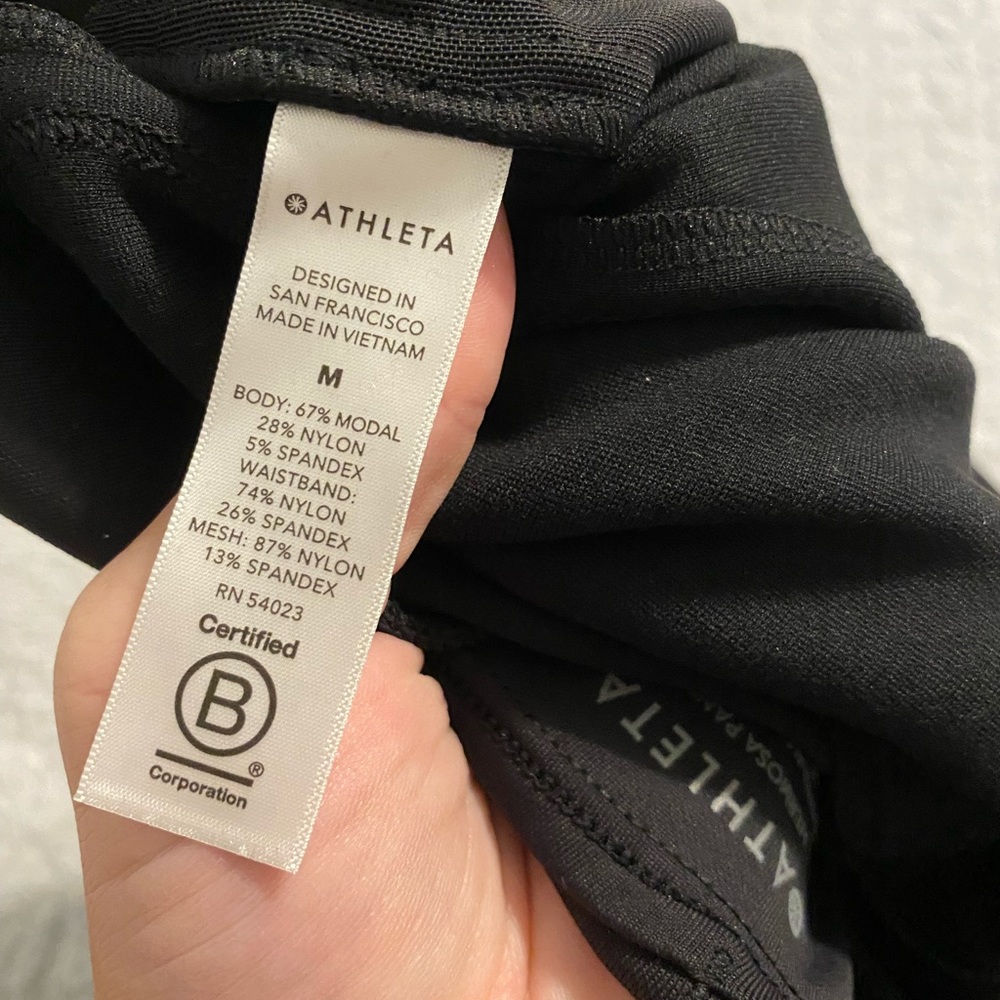 ATHLETA
DESIGNED IN
SAN FRANCISCO
MADE IN VIETNAM
M
BODY: 67% MODAL
28% NYLON
5% SPANDEX
WAISTBAND:
74% NYLON
26% SPANDEX
MESH: 87% NYLON
13% SPANDEX
RN 54023
Certified
B
®
Corporation
ATHLETA